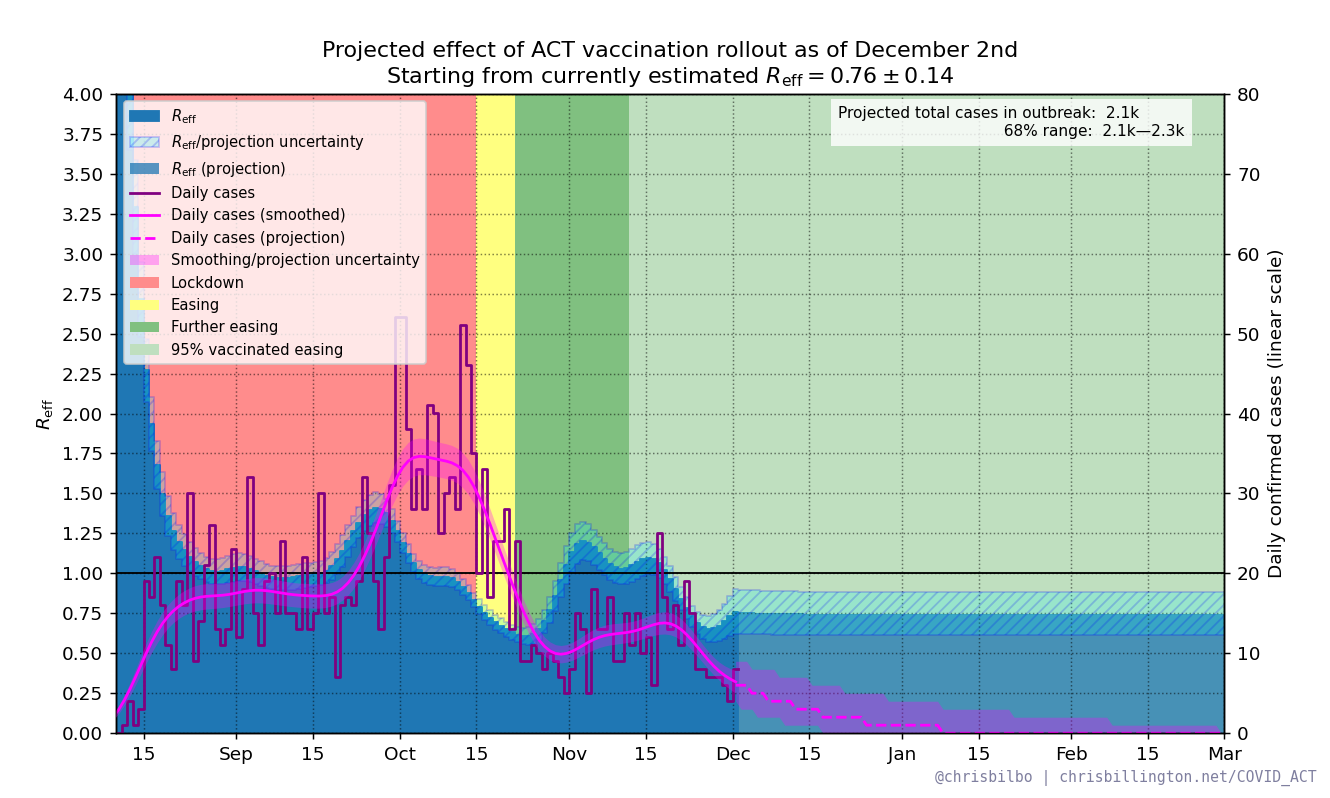 Projected effect of ACT vaccination rollout as of December 2nd
Starting from currently estimated Reff = 0.76 ± 0.14
Projected total cases in outbreak: 2.1k
68% range: 2.1k—2.3k
Reff
Reff/projection uncertainty
Reff (projection)
Daily cases
Daily cases (smoothed)
Daily cases (projection)
Smoothing/projection uncertainty
Lockdown
Easing
Further easing
95% vaccinated easing
Reff
4.00
3.75
3.50
3.25
3.00
2.75
2.50
2.25
2.00
1.75
1.50
1.25
1.00
0.75
0.50
0.25
0.00
80
70
60
50
40
30
20
10
0
Daily confirmed cases (linear scale)
15 Sep 15 Oct 15 Nov 15 Dec 15 Jan 15 Feb 15 Mar
@chrisbilbo | chrisbillington.net/COVID_ACT